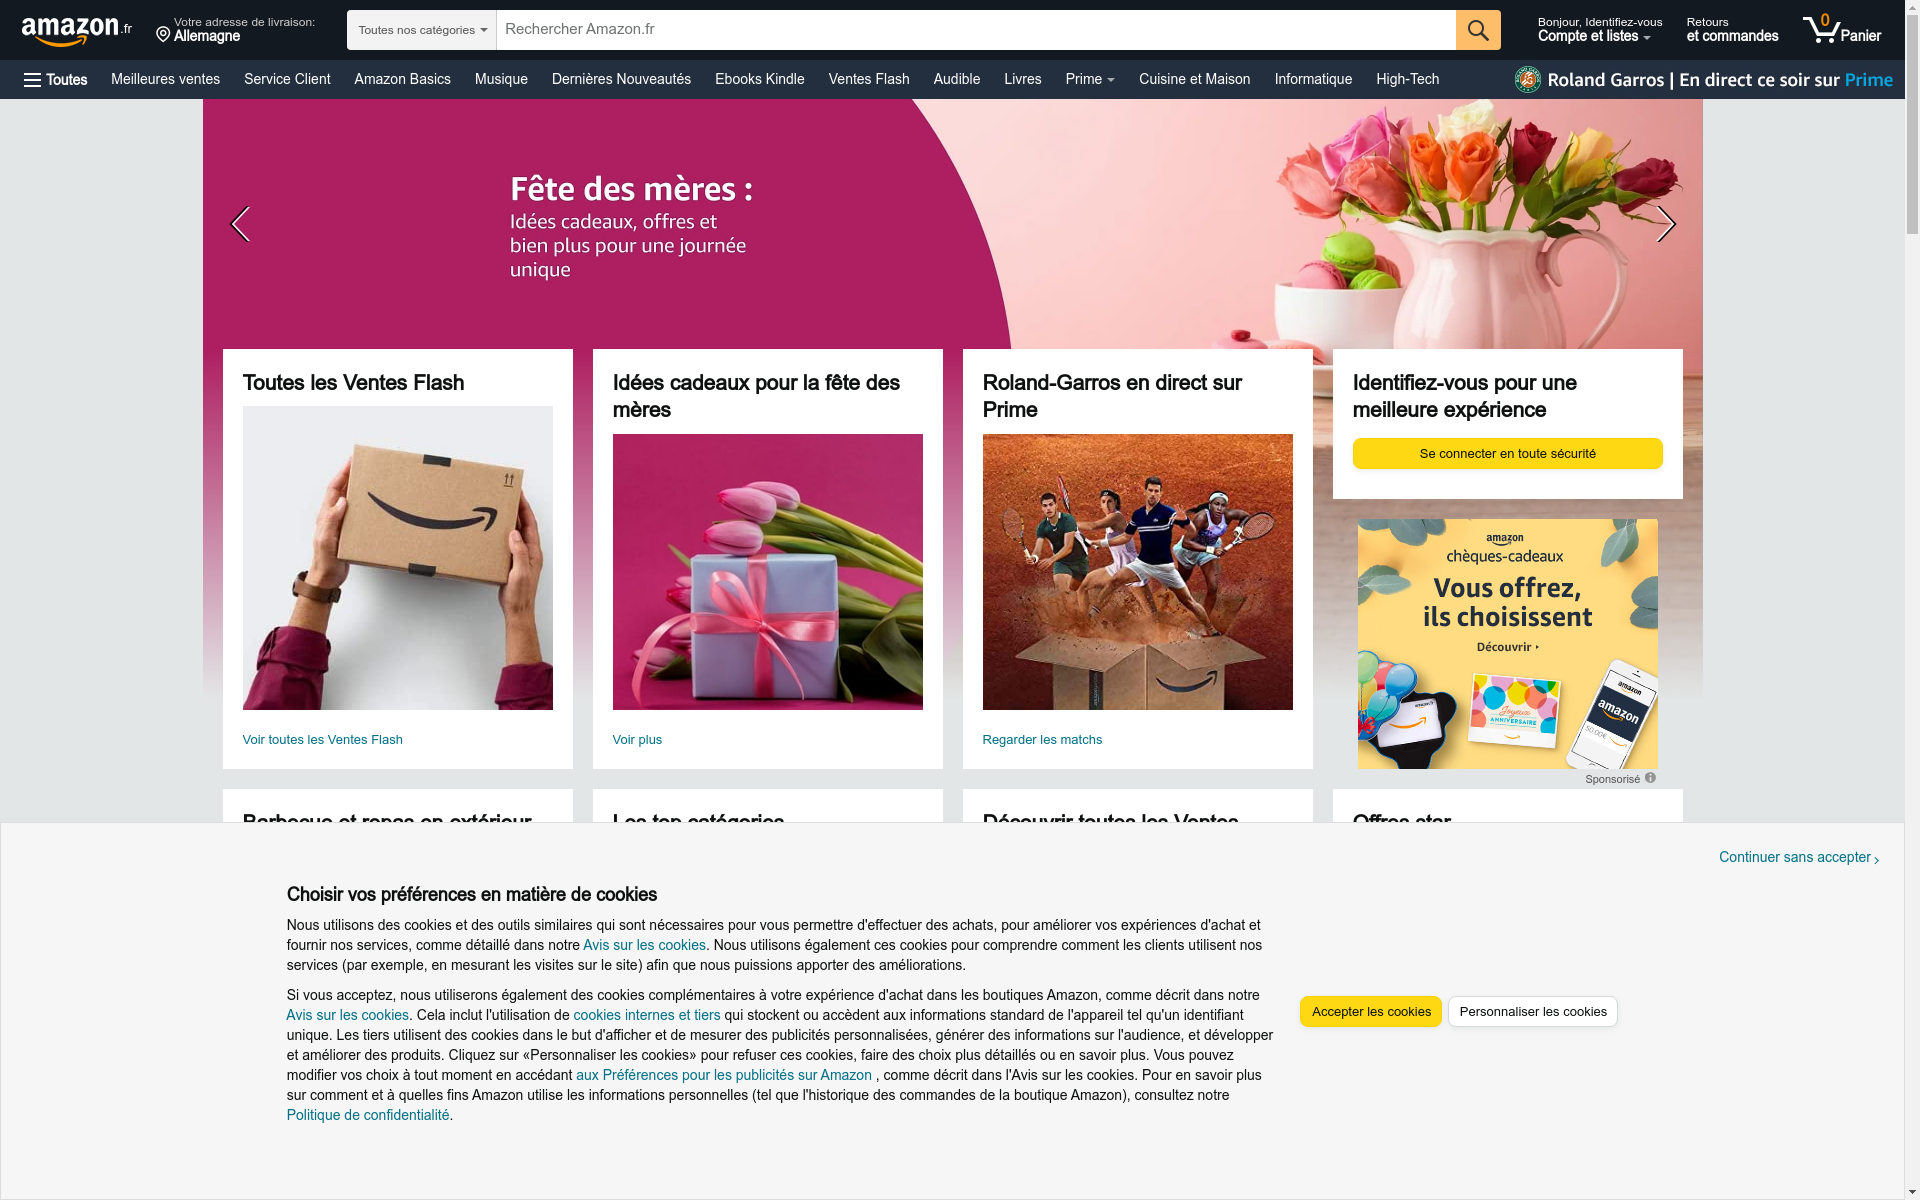 amazon.fr
Votre adresse de livraison:
Allemagne
Toutes nos catégories
Rechercher Amazon.fr
Bonjour, Identifiez-vous
Compte et listes
Retours
et commandes
0
Panier
Toutes
Meilleures ventes
Service Client
Amazon Basics
Musique
Dernières Nouveautés
Ebooks Kindle
Ventes Flash
Audible
Livres
Prime
Cuisine et Maison
Informatique
High-Tech
Roland Garros | En direct ce soir sur Prime
Fête des mères :
Idées cadeaux, offres et
bien plus pour une journée
unique
Toutes les Ventes Flash
Voir toutes les Ventes Flash
Idées cadeaux pour la fête des
mères
Voir plus
Roland-Garros en direct sur
Prime
Regarder les matchs
Identifiez-vous pour une
meilleure expérience
Se connecter en toute sécurité
amazon
chèques-cadeaux
Vous offrez,
ils choisissent
Découvrir
Joyeux
ANNIVERSAIRE
amazon
amazon
50.00€
Sponsorisé
Barbecue et repas en extérieur
Les top catégories
Découvrir toutes les Ventes
Offres star
Continuer sans accepter
Choisir vos préférences en matière de cookies
Nous utilisons des cookies et des outils similaires qui sont nécessaires pour vous permettre d'effectuer des achats, pour améliorer vos expériences d'achat et
fournir nos services, comme détaillé dans notre Avis sur les cookies. Nous utilisons également ces cookies pour comprendre comment les clients utilisent nos
services (par exemple, en mesurant les visites sur le site) afin que nous puissions apporter des améliorations.
Si vous acceptez, nous utiliserons également des cookies complémentaires à votre expérience d'achat dans les boutiques Amazon, comme décrit dans notre
Avis sur les cookies. Cela inclut l'utilisation de cookies internes et tiers qui stockent ou accèdent aux informations standard de l'appareil tel qu'un identifiant
unique. Les tiers utilisent des cookies dans le but d'afficher et de mesurer des publicités personnalisées, générer des informations sur l'audience, et développer
et améliorer des produits. Cliquez sur «Personnaliser les cookies» pour refuser ces cookies, faire des choix plus détaillés ou en savoir plus. Vous pouvez
modifier vos choix à tout moment en accédant aux Préférences pour les publicités sur Amazon , comme décrit dans l'Avis sur les cookies. Pour en savoir plus
sur comment et à quelles fins Amazon utilise les informations personnelles (tel que l'historique des commandes de la boutique Amazon), consultez notre
Politique de confidentialité.
Accepter les cookies
Personnaliser les cookies